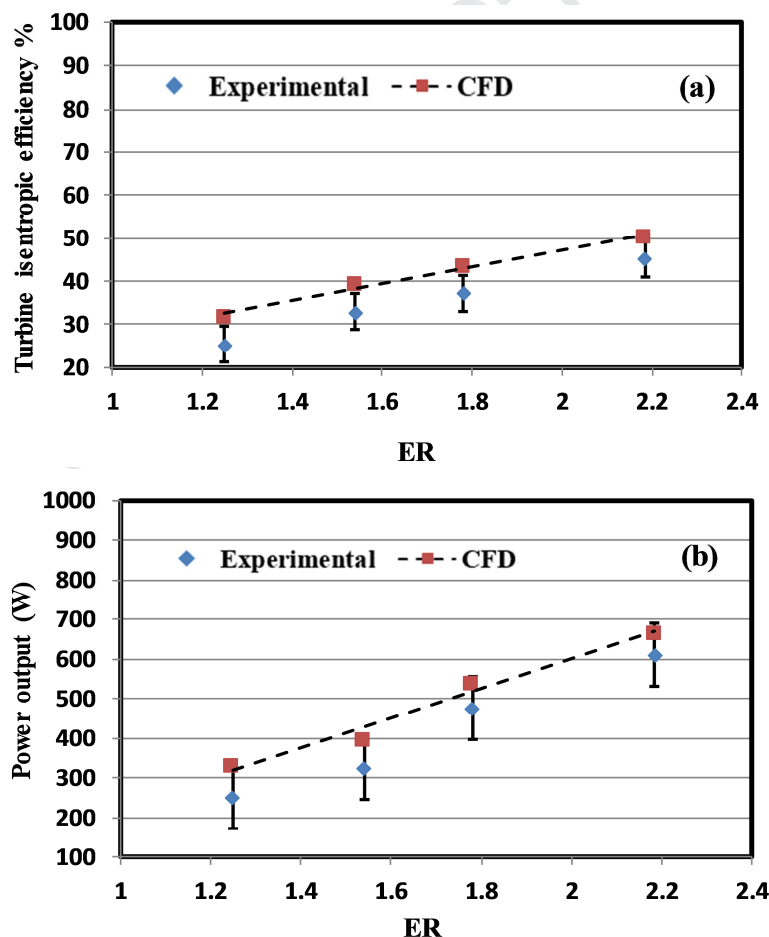 100
90
80
70
60
50
40
30
20
Turbine isentropic efficiency %
Experimental CFD
(a)
1 1.2 1.4 1.6 1.8 2 2.2 2.4
ER
1000
900
800
700
600
500
400
300
200
100
Power output (W)
Experimental CFD
(b)
1 1.2 1.4 1.6 1.8 2 2.2 2.4
ER